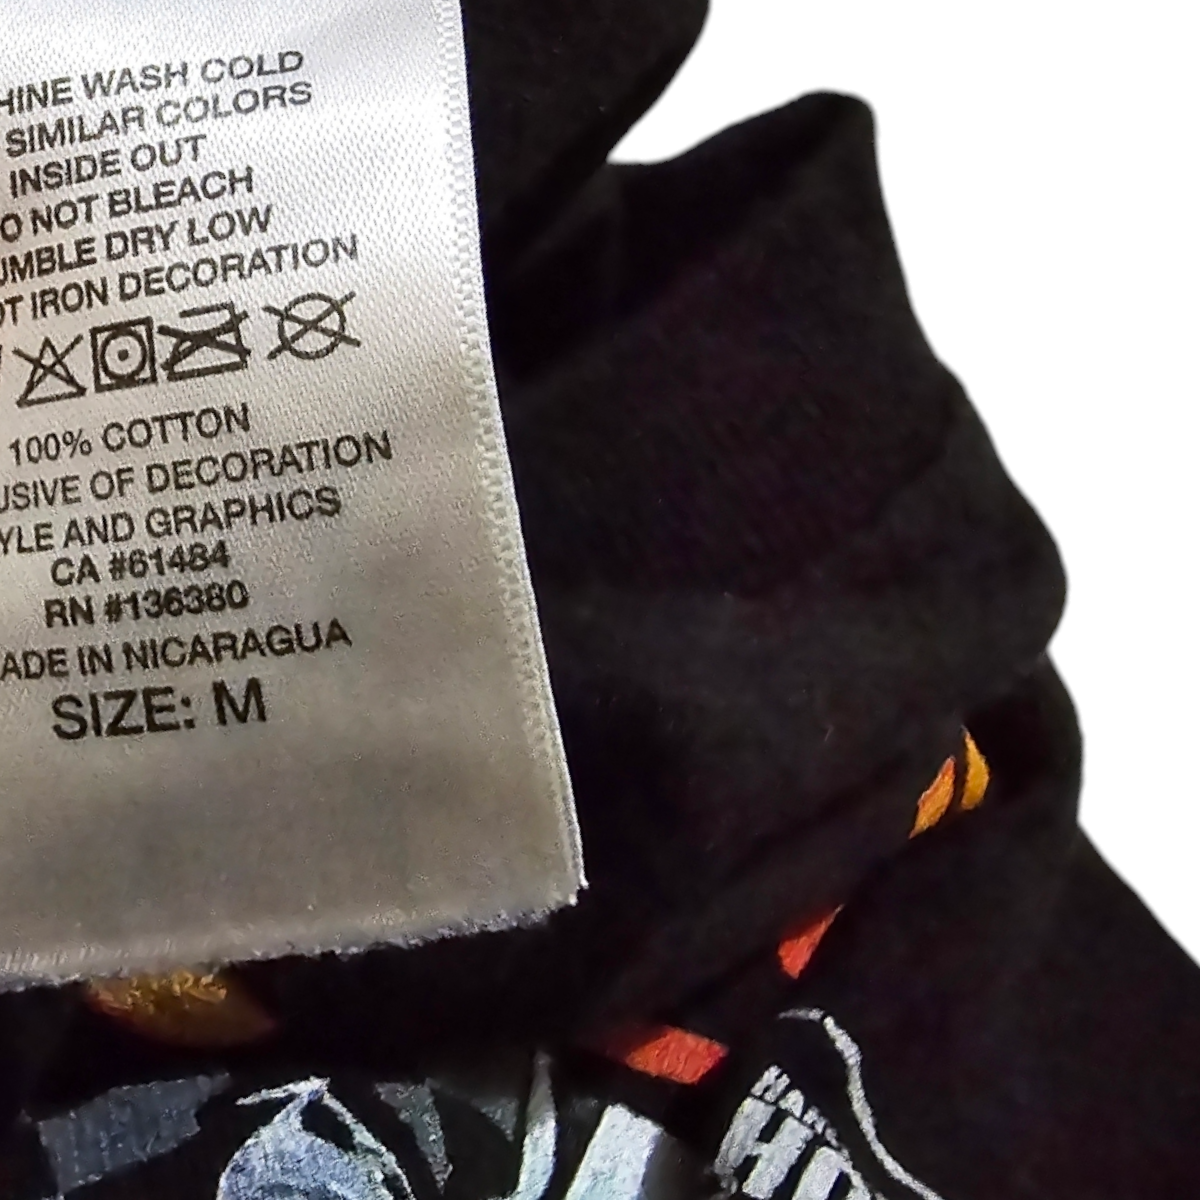 HINE WASH COLD
SIMILAR COLORS
INSIDE OUT
O NOT BLEACH
UMBLE DRY LOW
OT IRON DECORATION
100% COTTON
USIVE OF DECORATION
YLE AND GRAPHICS
CA #61484
RN #136380
ADE IN NICARAGUA
SIZE: M